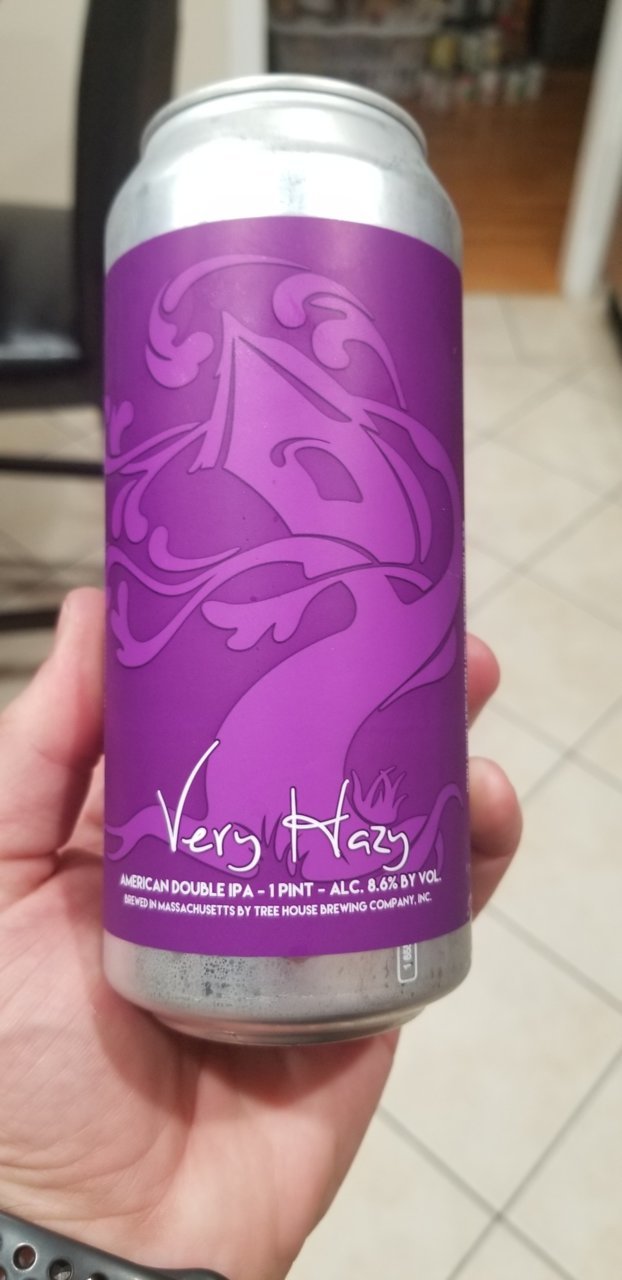 Very Hazy
AMERICAN DOUBLE IPA - 1 PINT - ALC. 8.6% BY VOL.
BREWED IN MASSACHUSETTS BY TREE HOUSE BREWING COMPANY, INC.